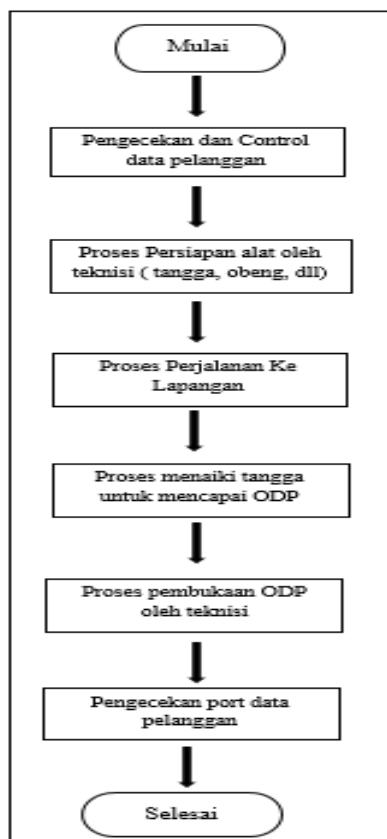 Mulai
Pengecekan dan Control
data pelanggan
Proses Persiapan alat oleh
teknisi ( tangga, obeng, dll)
Proses Perjalanan Ke
Lapangan
Proses menaiki tangga
untuk mencapai ODP
Proses pembukaan ODP
oleh teknisi
Pengecekan port data
pelanggan
Selesai